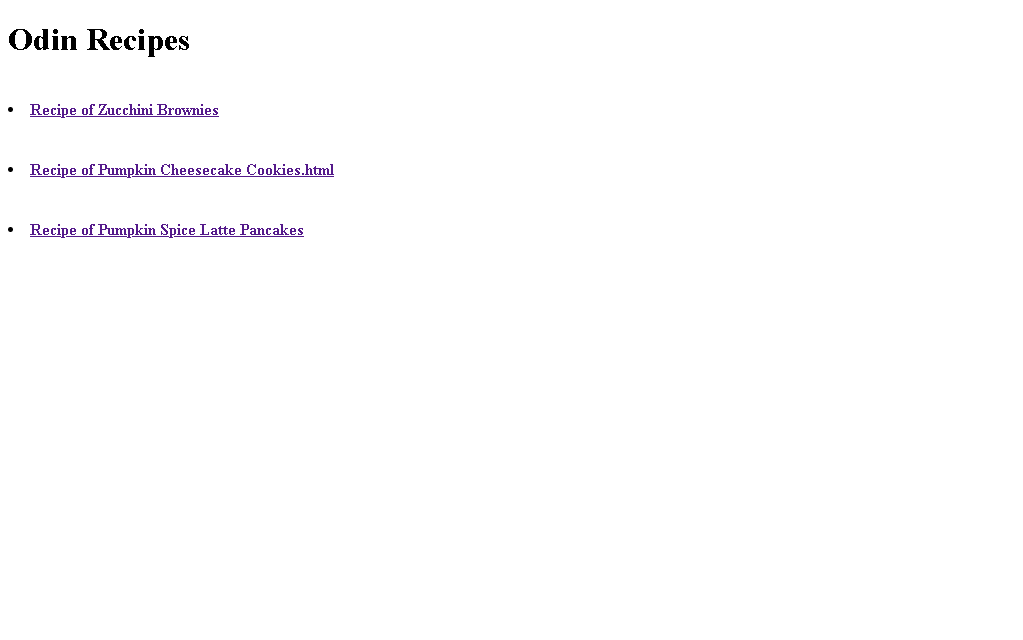 Odin Recipes
Recipe of Zucchini Brownies
Recipe of Pumpkin Cheesecake Cookies.html
Recipe of Pumpkin Spice Latte Pancakes